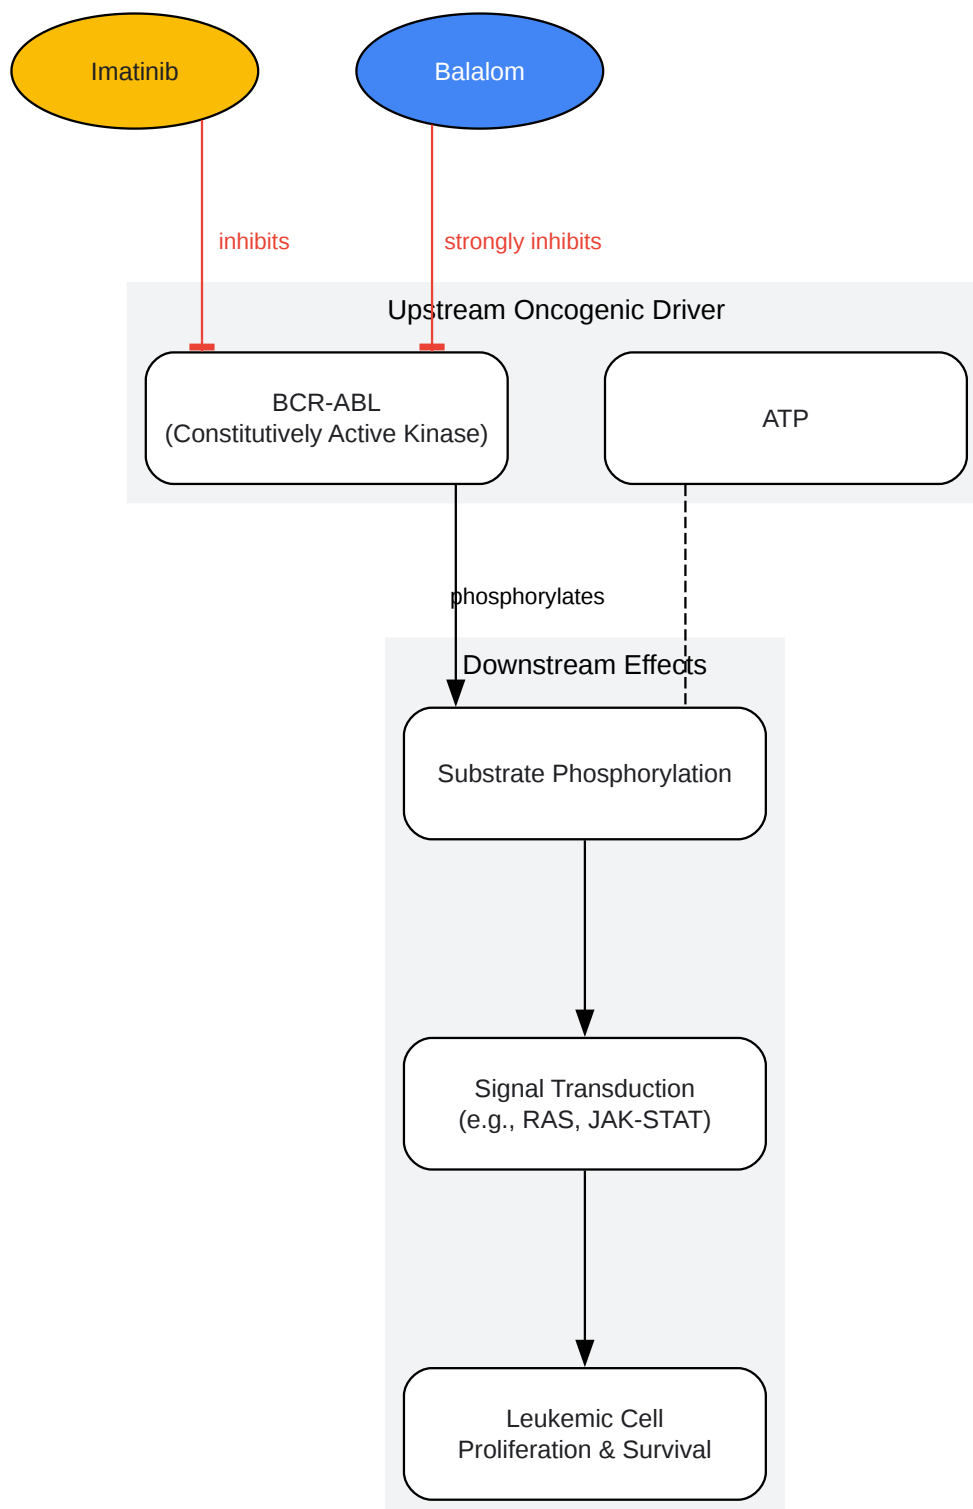 Imatinib
Balalom
inhibits
strongly inhibits
Upstream Oncogenic Driver
BCR-ABL
(Constitutively Active Kinase)
ATP
phosphorylates
Downstream Effects
Substrate Phosphorylation
Signal Transduction
(e.g., RAS, JAK-STAT)
Leukemic Cell
Proliferation & Survival